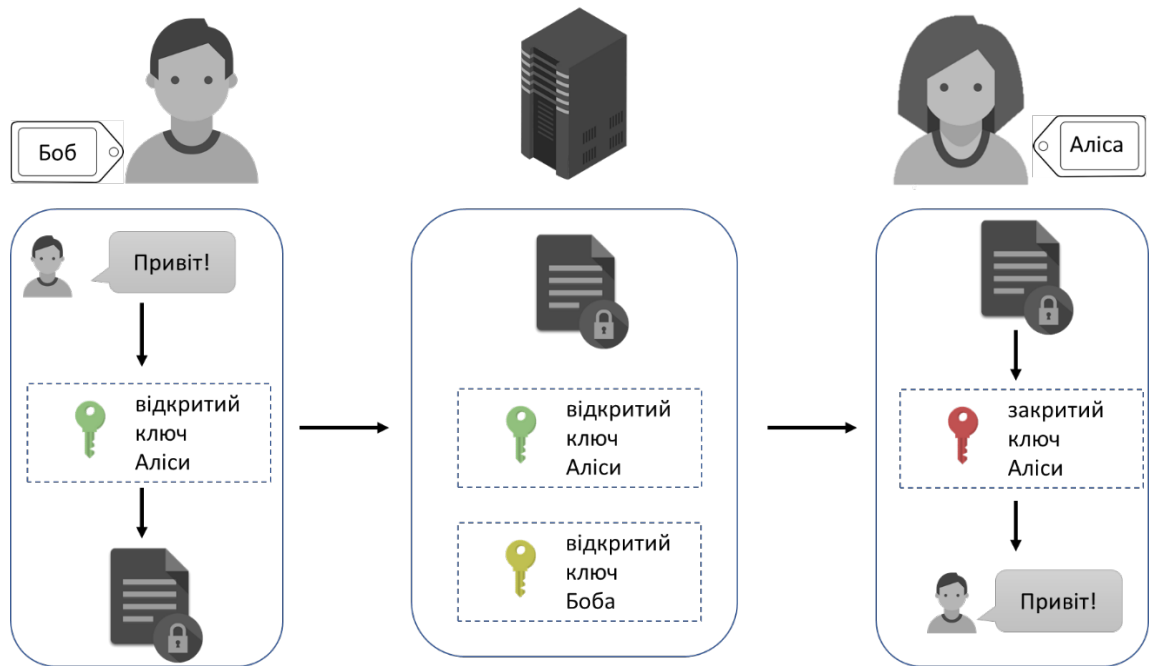 Боб
Аліса
Привіт!
відкритий
ключ
Аліси
відкритий
ключ
Аліси
відкритий
ключ
Боба
закритий
ключ
Аліси
Привіт!